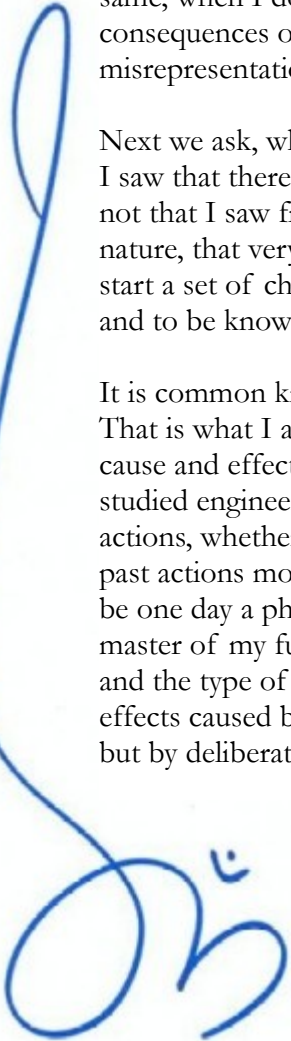 same, when I do
consequences o
misrepresentatio
Next we ask, wh
I saw that there
not that I saw fr
nature, that very
start a set of ch
and to be know
It is common k
That is what I a
cause and effect
studied enginee
actions, whether
past actions mo
be one day a ph
master of my fu
and the type of
effects caused b
but by deliberat